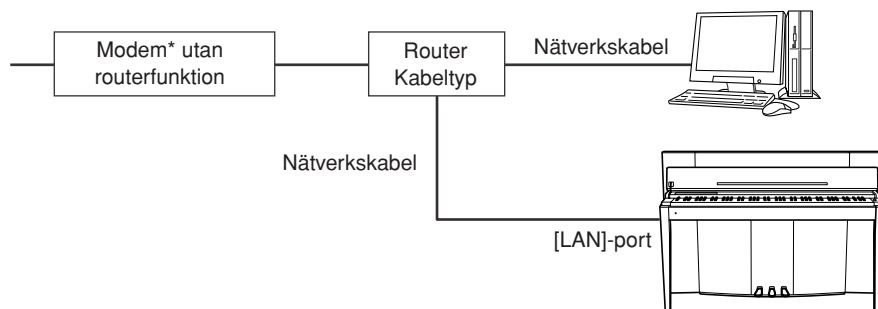 Modem* utan
routerfunktion
Router
Kabeltyp
Nätverkskabel
Nätverkskabel
[LAN]-port